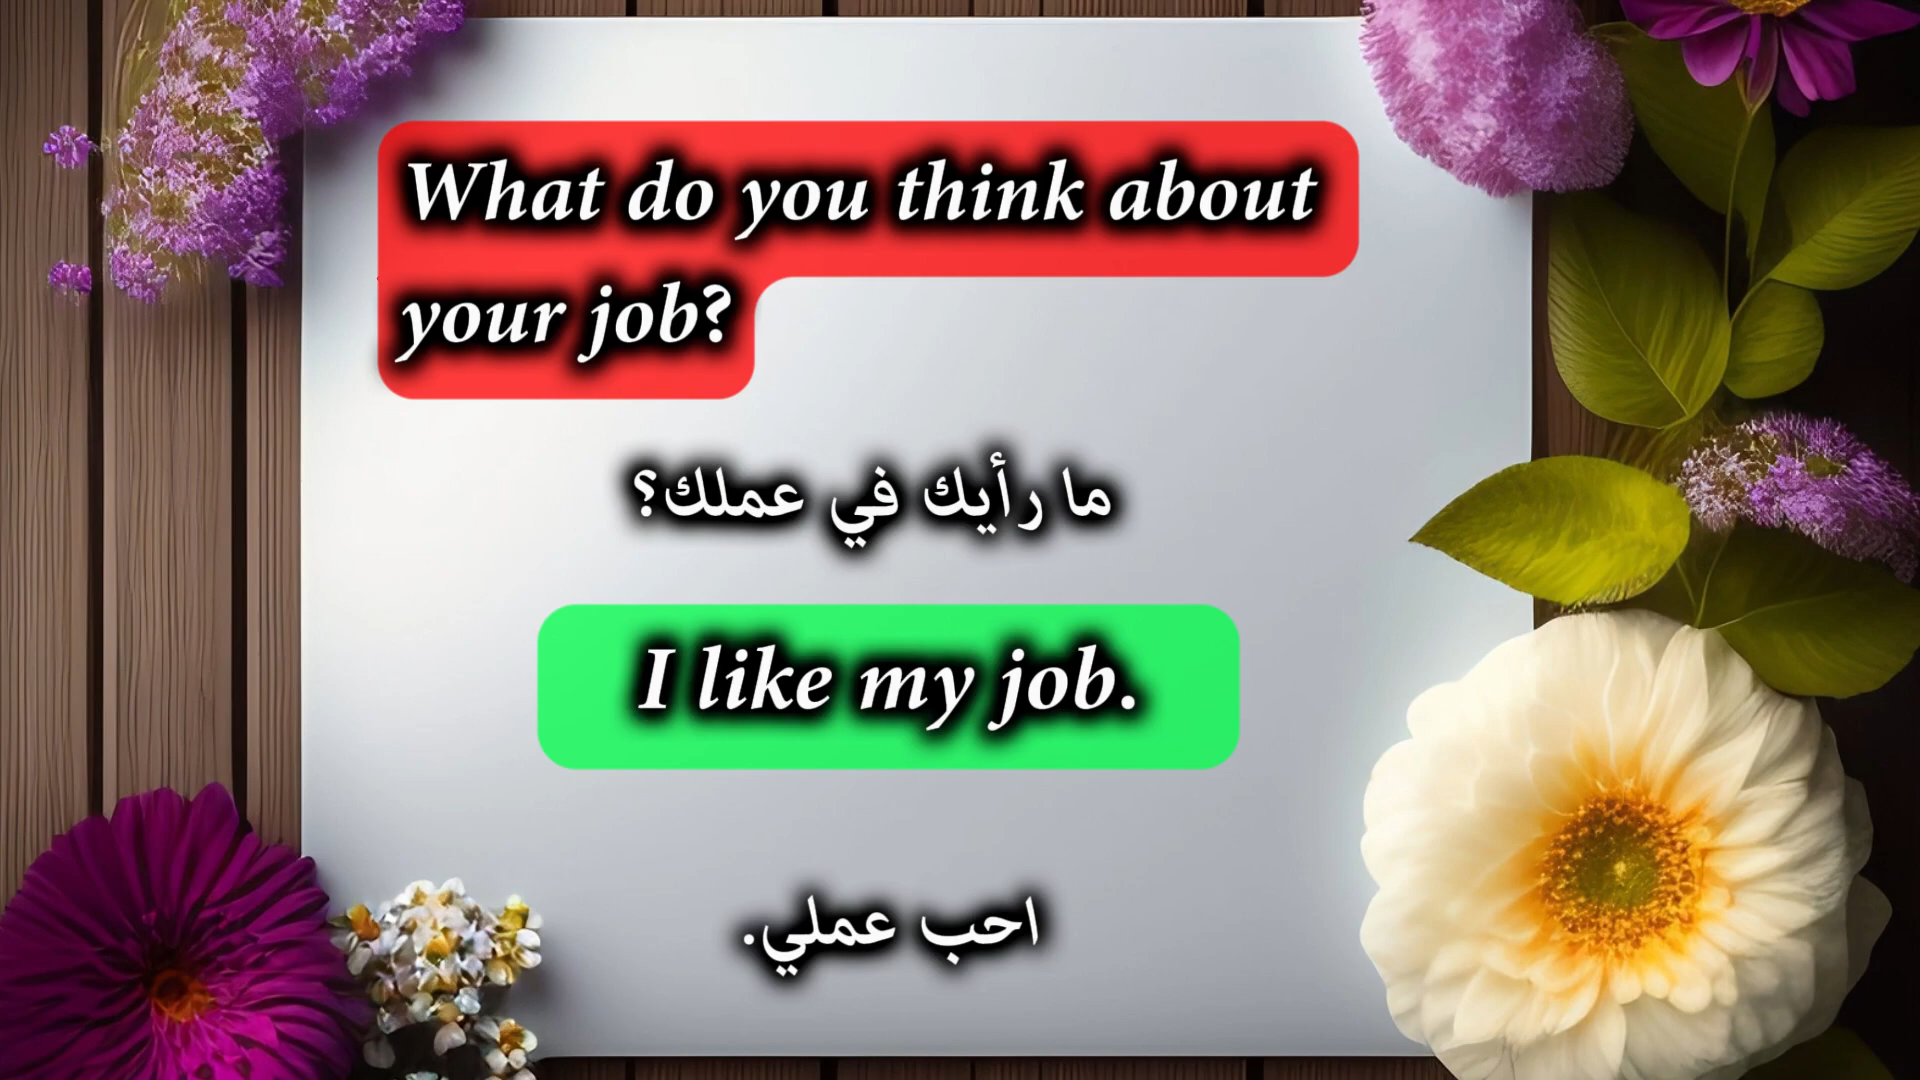 What do you think about
your job?
ما رأيك في عملك؟
I like my job.
احب عملي.